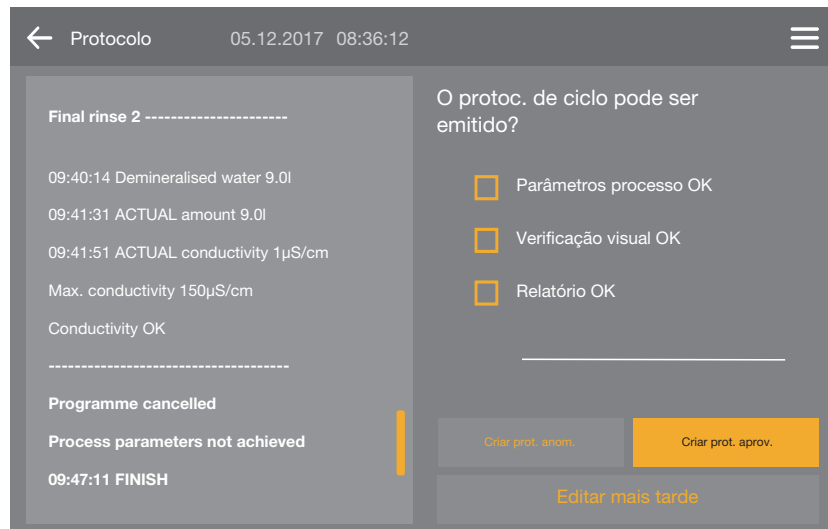 Protocolo 05.12.2017 08:36:12
Final rinse 2 ----------------------
09:40:14 Demineralised water 9.0l
09:41:31 ACTUAL amount 9.0l
09:41:51 ACTUAL conductivity 1µS/cm
Max. conductivity 150µS/cm
Conductivity OK
-------------------------------------
Programme cancelled
Process parameters not achieved
09:47:11 FINISH
O protoc. de ciclo pode ser
emitido?
Parâmetros processo OK
Verificação visual OK
Relatório OK
Criar prot. anom.
Criar prot. aprov.
Editar mais tarde